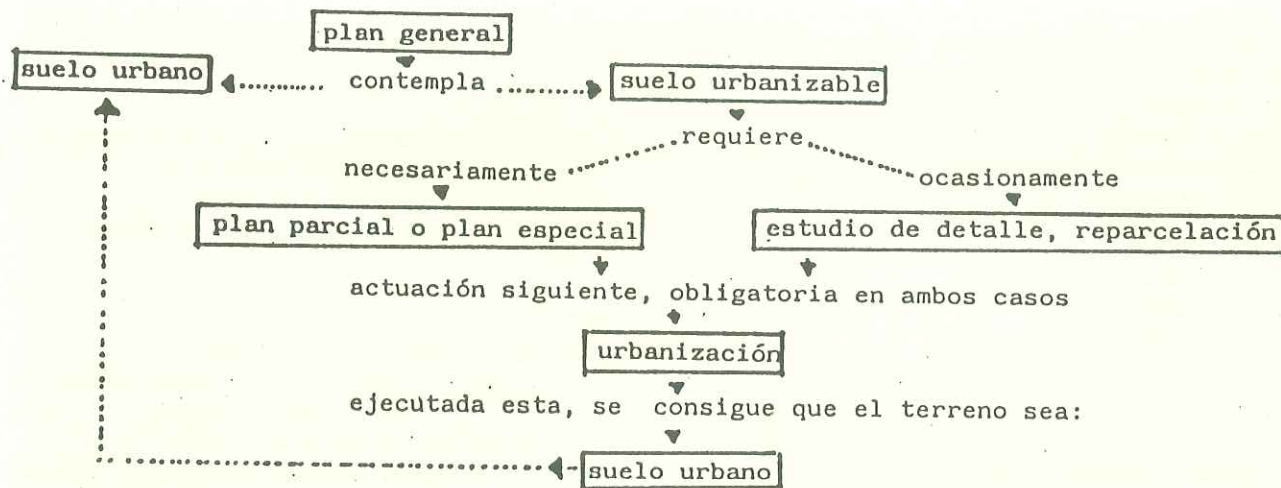 plan general
suelo urbano contempla suelo urbanizable
requiere
necesariamente ocasionamente
plan parcial o plan especial estudio de detalle, reparcelación
actuación siguiente, obligatoria en ambos casos
urbanización
ejecutada esta, se consigue que el terreno sea:
suelo urbano